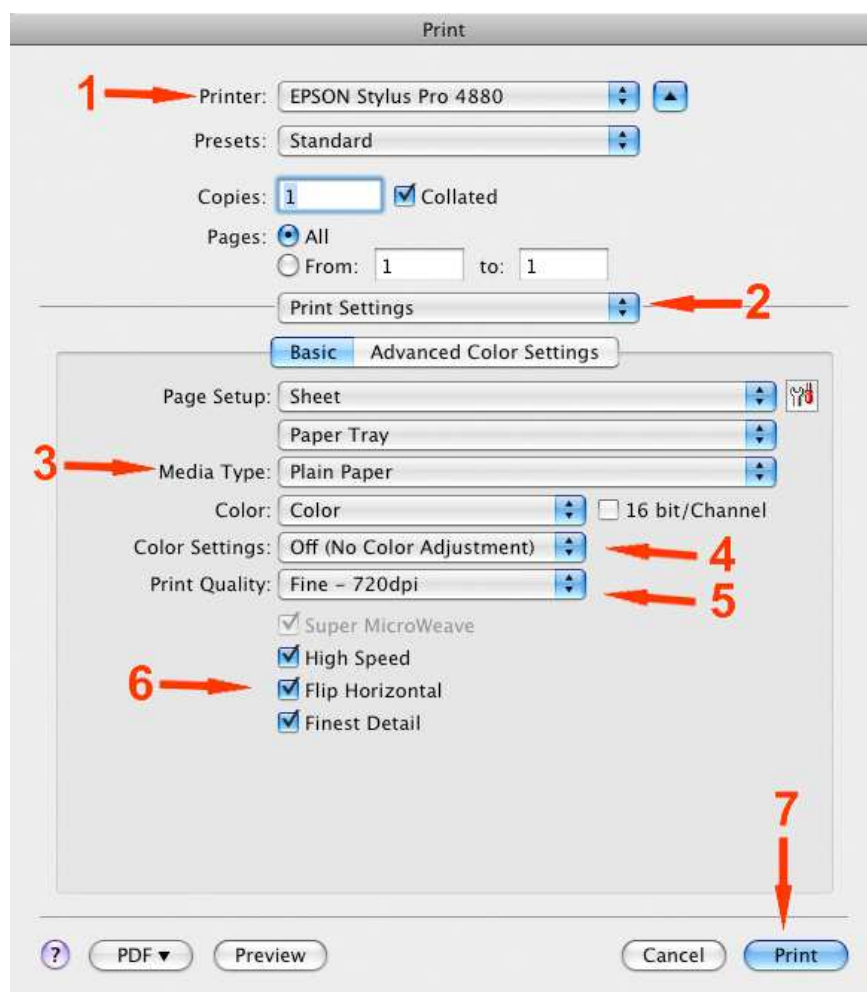 Print
1 Printer: EPSON Stylus Pro 4880
Presets: Standard
Copies: 1 Collated
Pages: All
From: 1 to: 1
Print Settings 2
Basic Advanced Color Settings
Page Setup: Sheet
Paper Tray
3 Media Type: Plain Paper
Color: Color 16 bit/Channel
Color Settings: Off (No Color Adjustment) 4
Print Quality: Fine – 720dpi 5
Super MicroWeave
High Speed
6 Flip Horizontal
Finest Detail
7
? PDF ▼ Preview Cancel Print